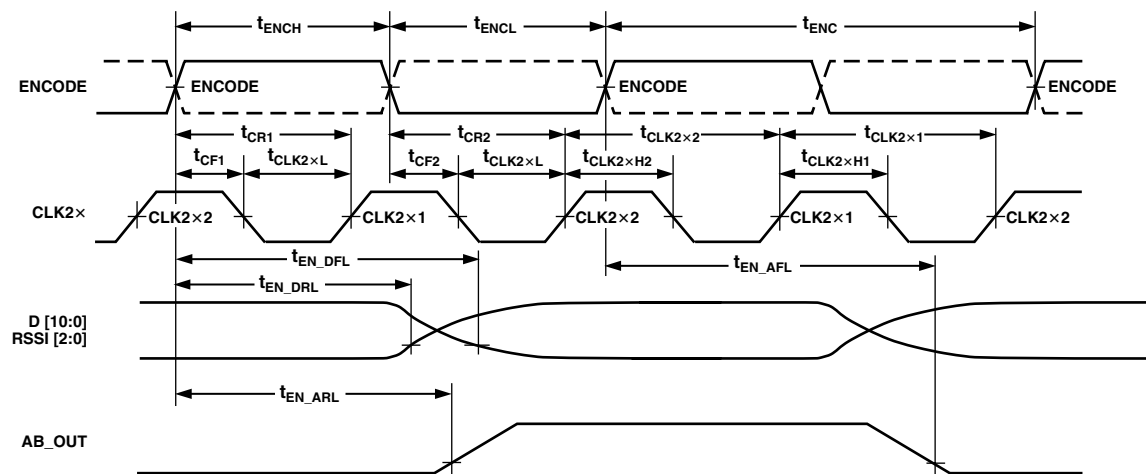 tENCH tENCL tENC
ENCODE ENCODE ENCODE ENCODE
tCR1 tCR2 tCLK2×2 tCLK2×1
tCF1 tCLK2×L tCF2 tCLK2×L tCLK2×H2 tCLK2×H1
CLK2× CLK2×2 CLK2×1 CLK2×2 CLK2×1 CLK2×2
tEN_DFL tEN_AFL
tEN_DRL
D [10:0]
RSSI [2:0]
tEN_ARL
AB_OUT